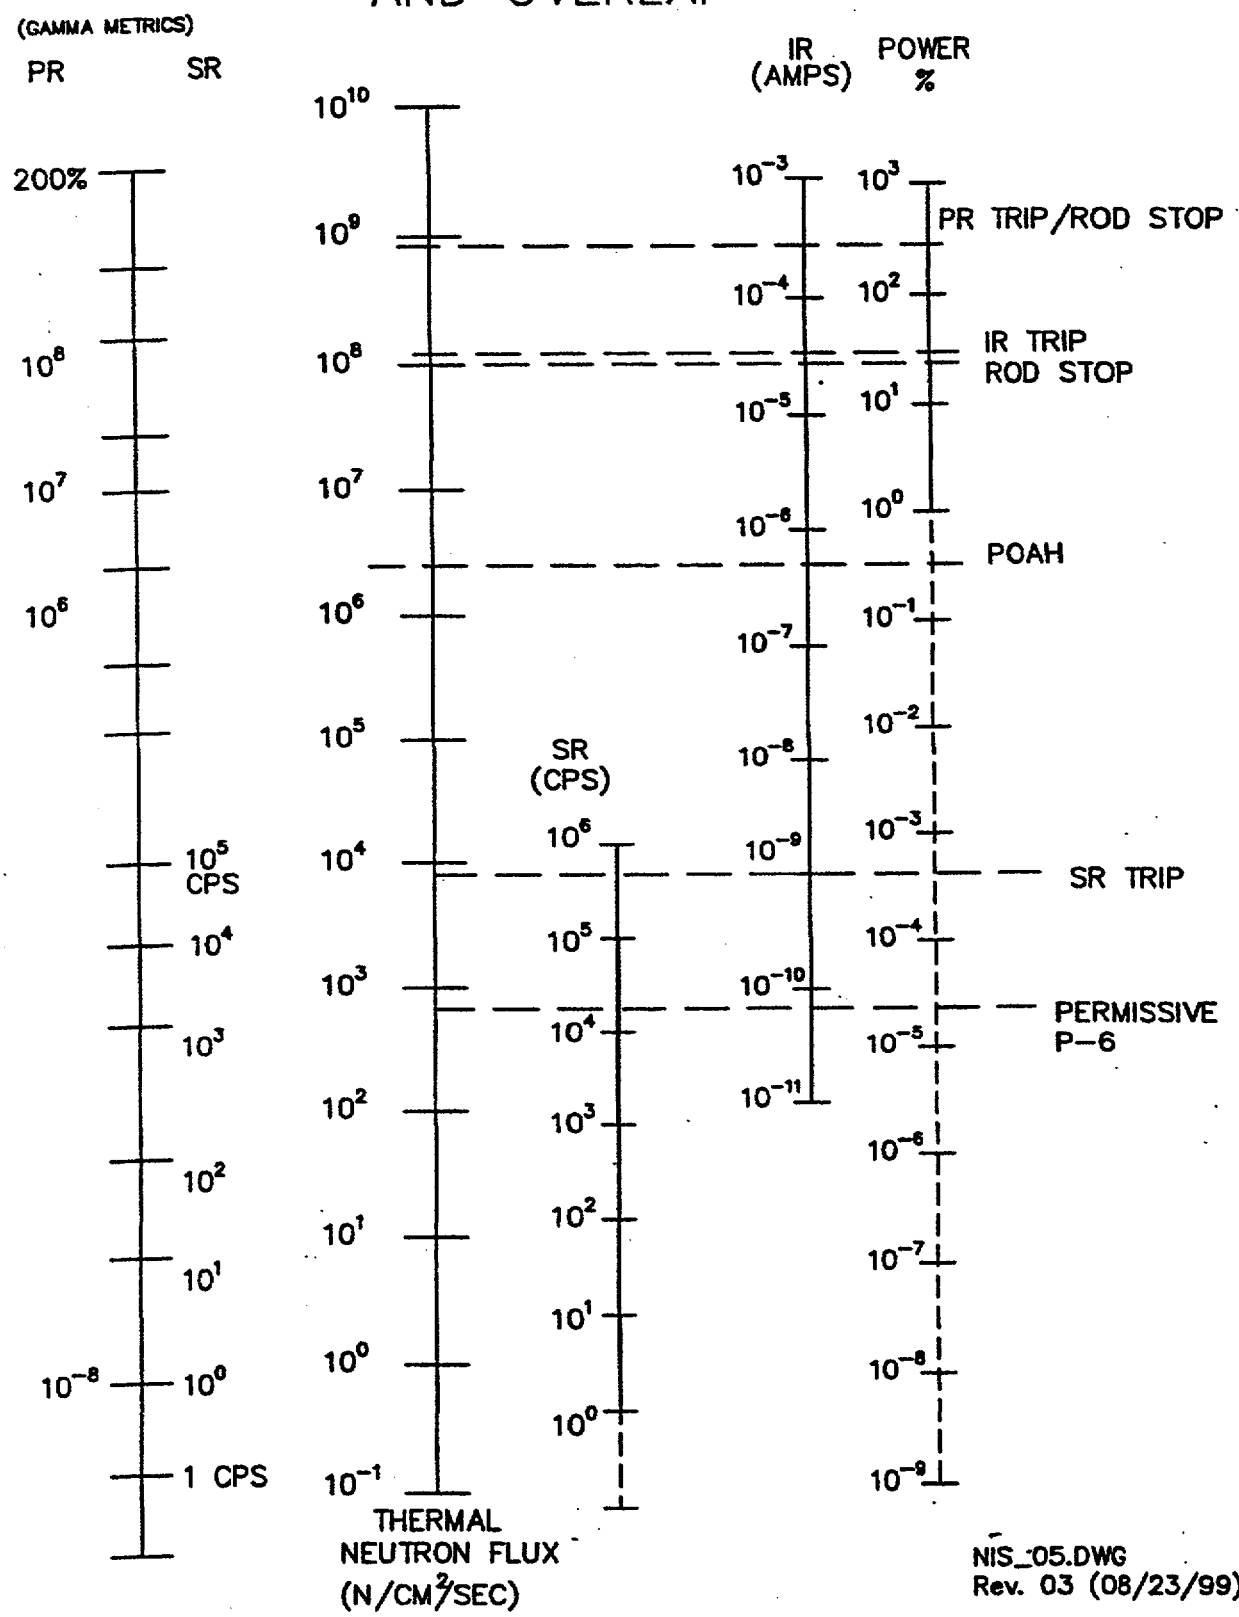 AND OVERLAP
(GAMMA METRICS)
PR SR
IR (AMPS)
POWER %
200%
10⁸
10⁷
10⁶
10⁻⁸
10⁵ CPS
10⁴
10³
10²
10¹
10⁰
1 CPS
10¹⁰
10⁹
10⁸
10⁷
10⁶
10⁵
10⁴
10³
10²
10¹
10⁰
10⁻¹
THERMAL
NEUTRON FLUX
(N/CM²/SEC)
SR
(CPS)
10⁶
10⁵
10⁴
10³
10²
10¹
10⁰
10⁻³
10⁻⁴
10⁻⁵
10⁻⁶
10⁻⁷
10⁻⁸
10⁻⁹
10⁻¹⁰
10⁻¹¹
10³
10²
10¹
10⁰
10⁻¹
10⁻²
10⁻³
10⁻⁴
10⁻⁵
10⁻⁶
10⁻⁷
10⁻⁸
10⁻⁹
PR TRIP/ROD STOP
IR TRIP
ROD STOP
POAH
SR TRIP
PERMISSIVE
P-6
NIS_05.DWG
Rev. 03 (08/23/99)